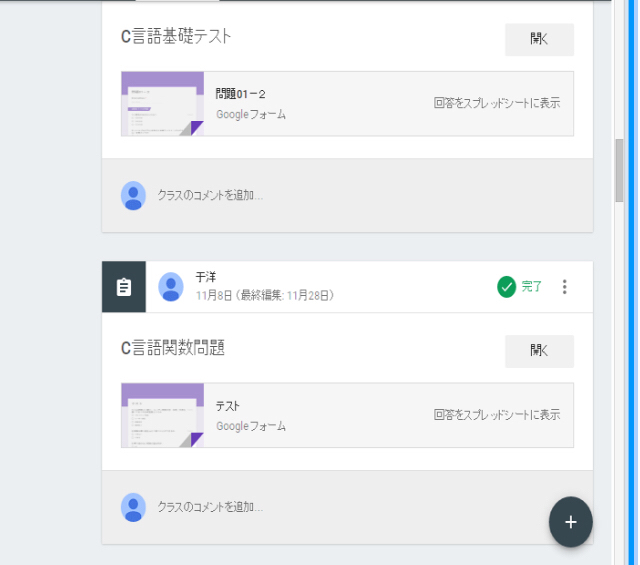 C言語基礎テスト
開く
問題01－2
Googleフォーム
回答をスプレッドシートに表示
クラスのコメントを追加...
于洋
11月8日（最終編集: 11月28日）
完了
C言語関数問題
開く
テスト
Googleフォーム
回答をスプレッドシートに表示
クラスのコメントを追加...